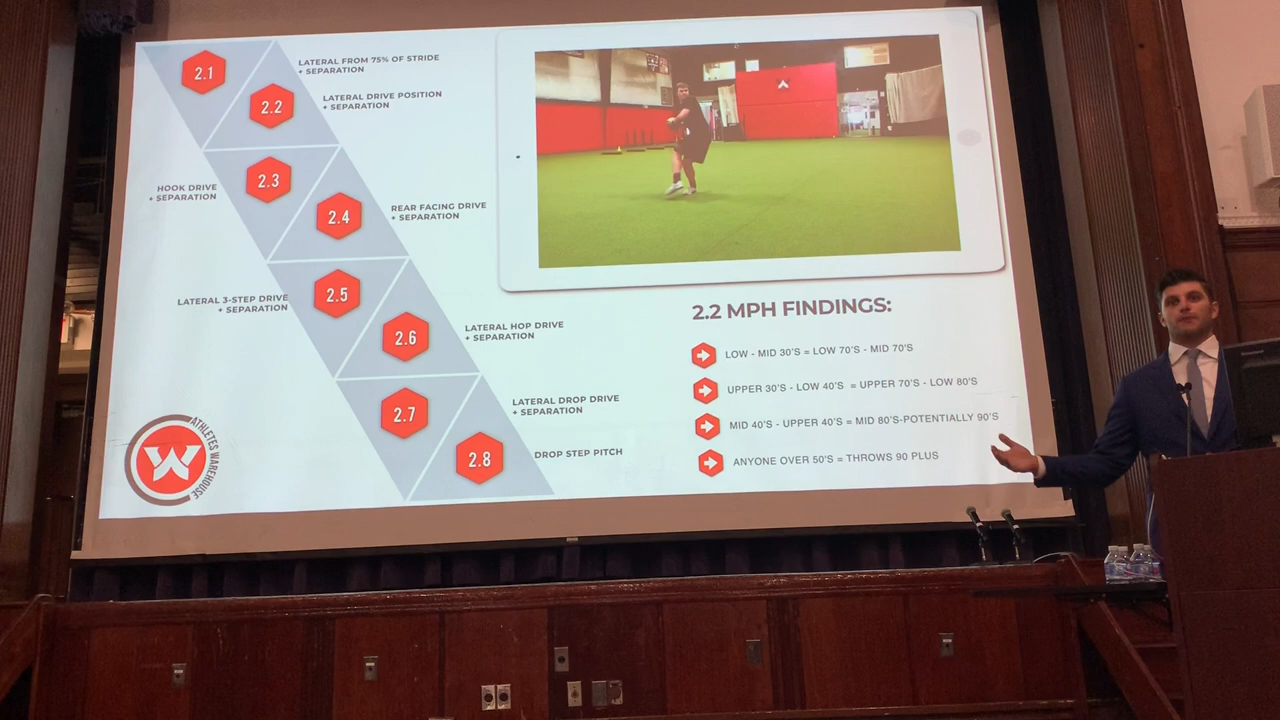 2.1
LATERAL FROM 75% OF STRIDE
+ SEPARATION
2.2
LATERAL DRIVE POSITION
+ SEPARATION
2.3
HOOK DRIVE
+ SEPARATION
2.4
REAR FACING DRIVE
+ SEPARATION
2.5
LATERAL 3-STEP DRIVE
+ SEPARATION
2.6
LATERAL HOP DRIVE
+ SEPARATION
2.7
LATERAL DROP DRIVE
+ SEPARATION
2.8
DROP STEP PITCH
W
ATHLETES WAREHOUSE
2.2 MPH FINDINGS:
LOW - MID 30'S = LOW 70'S - MID 70'S
UPPER 30'S - LOW 40'S = UPPER 70'S - LOW 80'S
MID 40'S - UPPER 40'S = MID 80'S-POTENTIALLY 90'S
ANYONE OVER 50'S = THROWS 90 PLUS